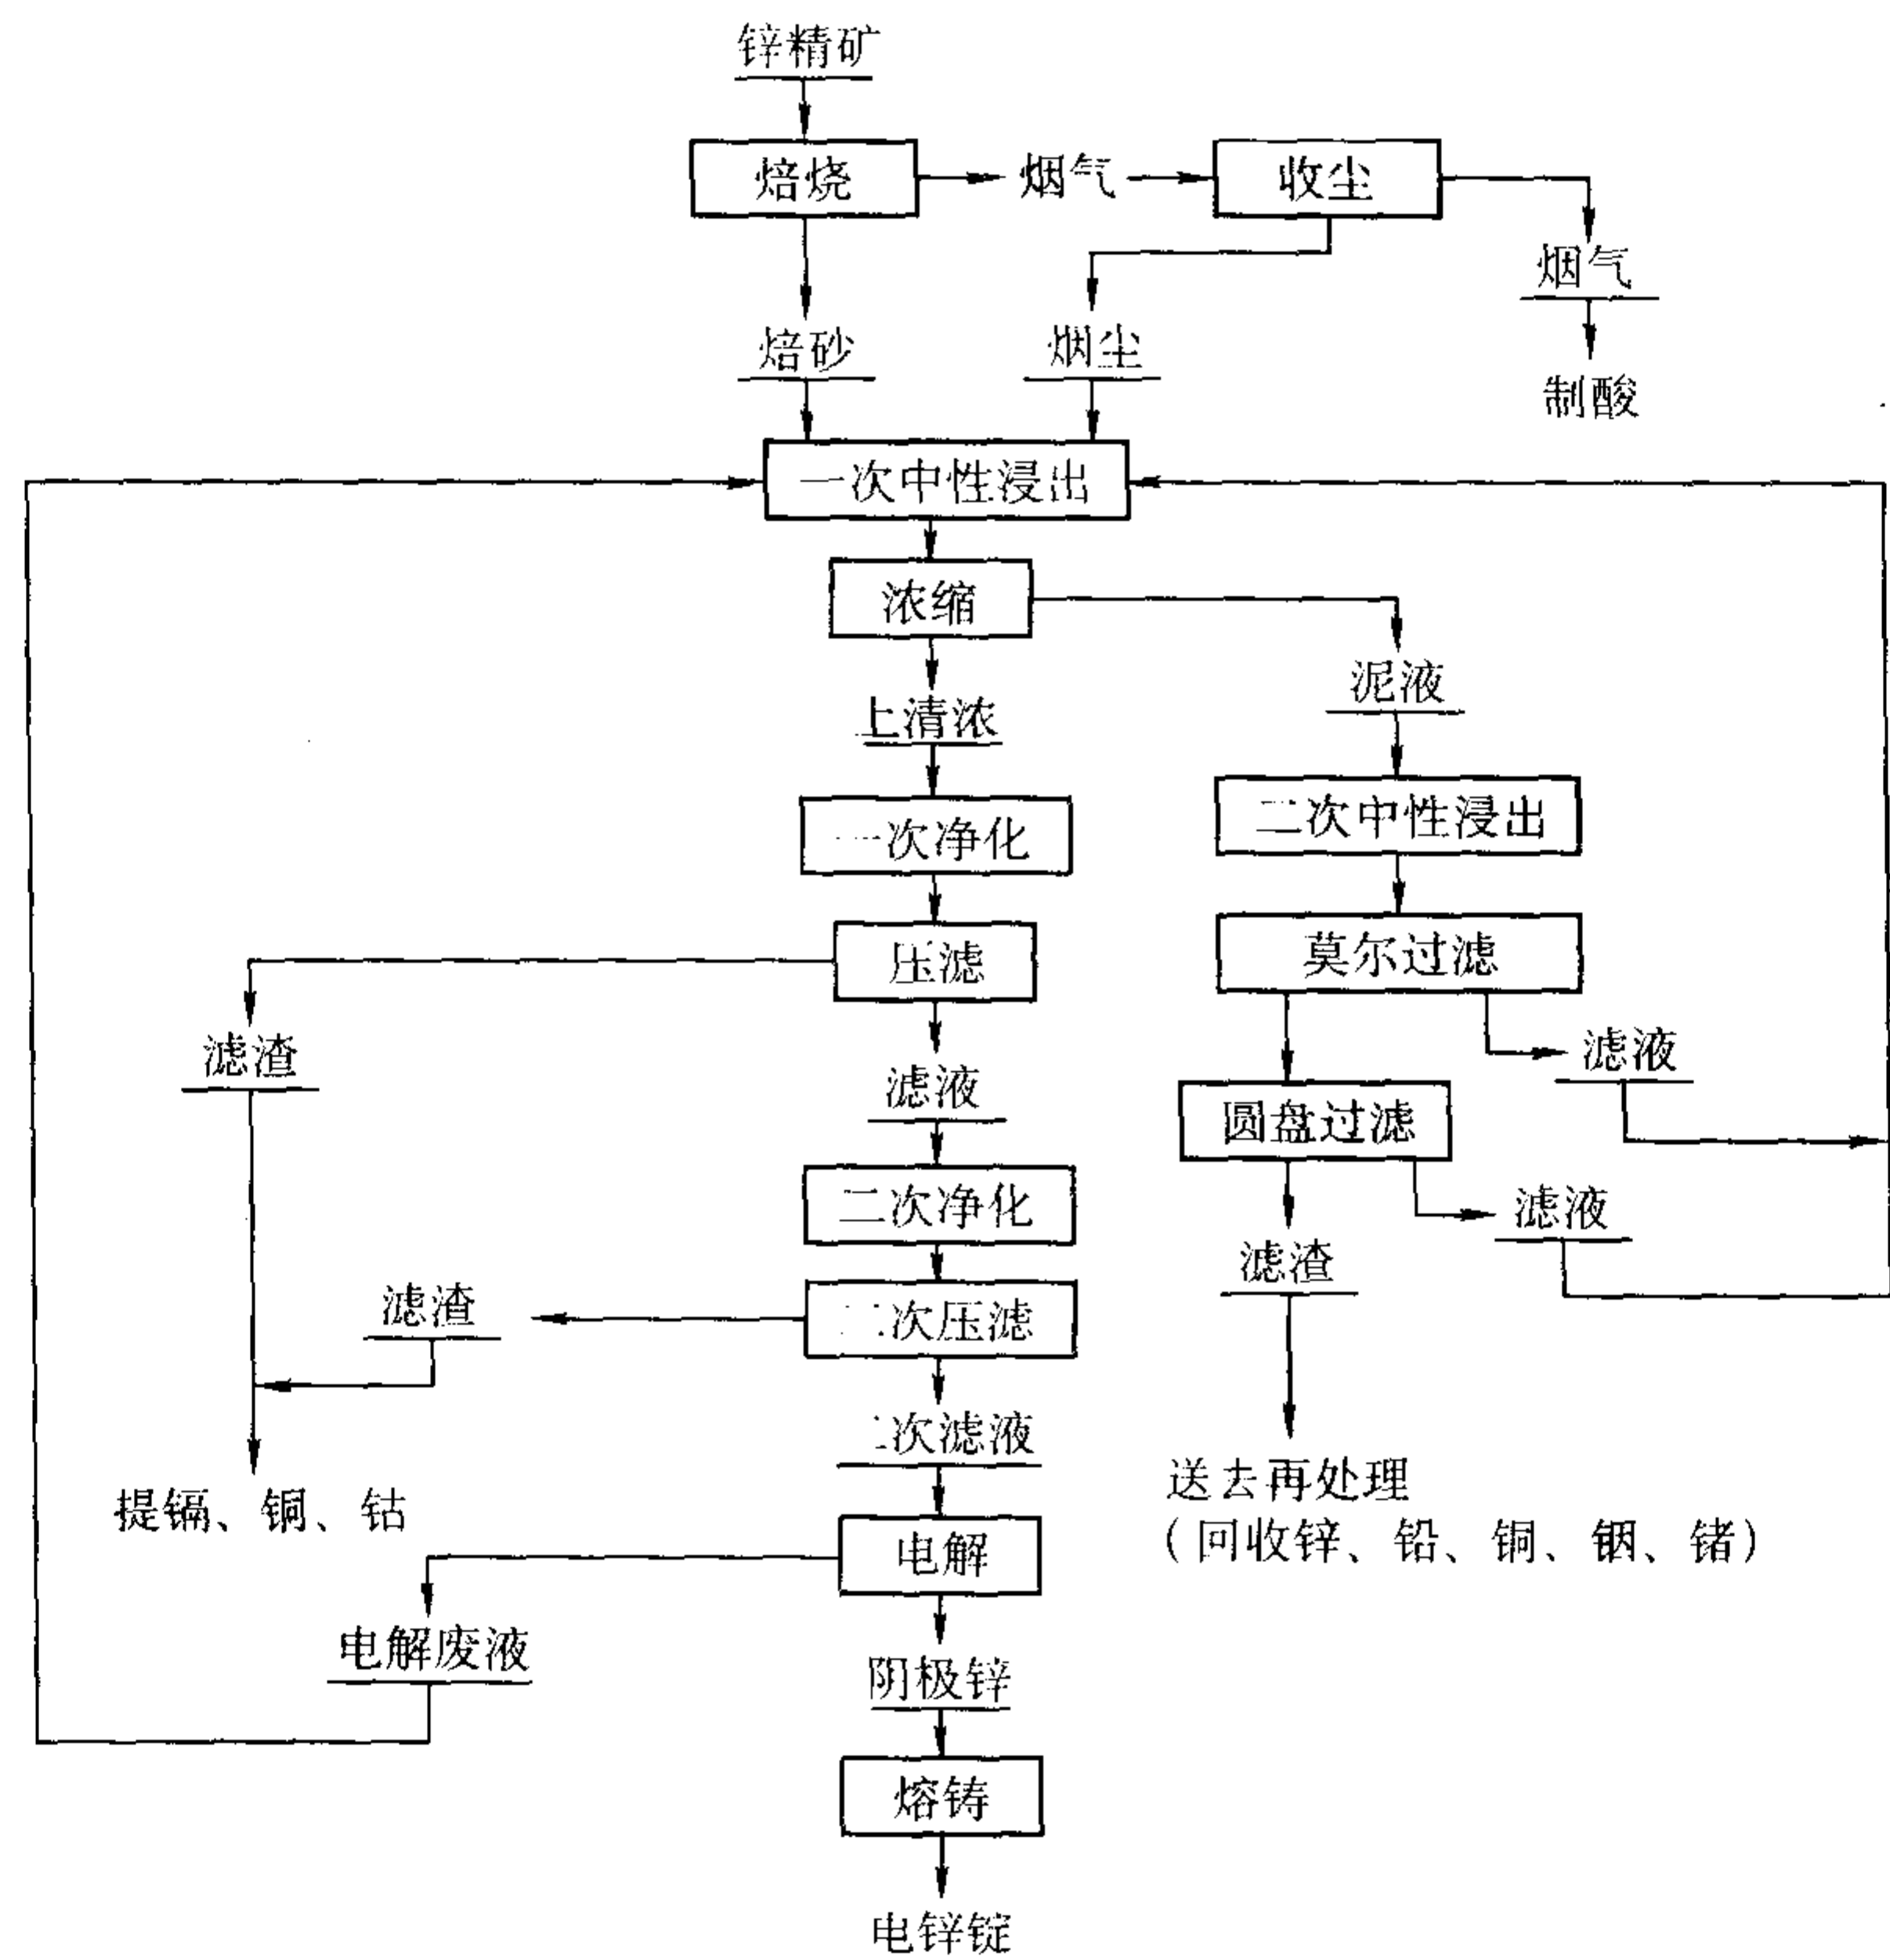 锌精矿
焙烧
烟气
收尘
烟气
制酸
焙砂
烟尘
一次中性浸出
浓缩
泥液
上清浓
一次净化
二次中性浸出
压滤
莫尔过滤
滤渣
滤液
滤液
圆盘过滤
二次净化
滤液
滤渣
滤渣
二次压滤
二次滤液
提镉、铜、钴
送去再处理
(回收锌、铅、铜、铟、锗)
电解
电解废液
阴极锌
熔铸
电锌锭